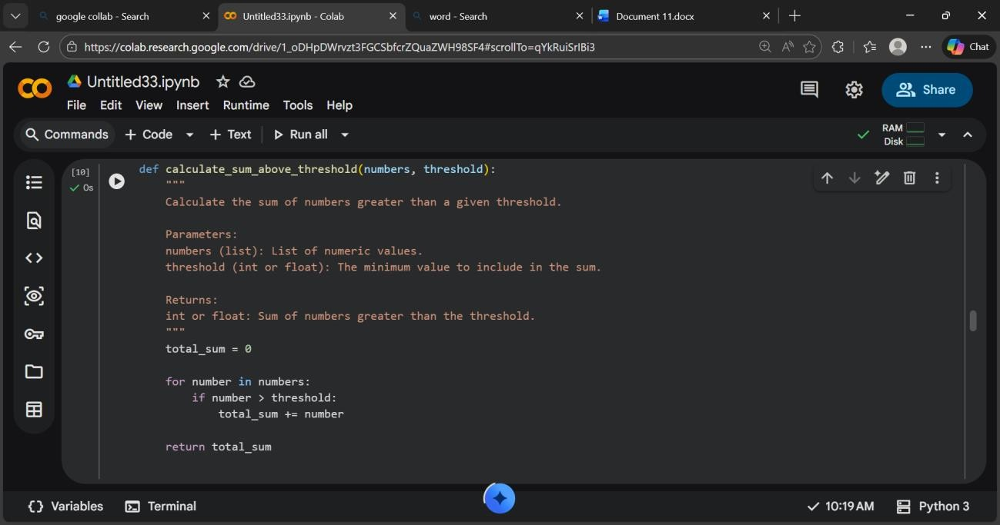 google collab - Search
Untitled33.ipynb - Colab
word - Search
Document 11.docx
https://colab.research.google.com/drive/1_oDHpDWrvzt3FGCSbfcrZQuaZWH98SF4#scrollTo=qYkRuiSrIBi3
Chat
Untitled33.ipynb
Share
File Edit View Insert Runtime Tools Help
Commands + Code + Text Run all
RAM
Disk
[10]
0s
def calculate_sum_above_threshold(numbers, threshold):
"""
Calculate the sum of numbers greater than a given threshold.
Parameters:
numbers (list): List of numeric values.
threshold (int or float): The minimum value to include in the sum.
Returns:
int or float: Sum of numbers greater than the threshold.
"""
total_sum = 0
for number in numbers:
if number > threshold:
total_sum += number
return total_sum
{} Variables Terminal
10:19 AM Python 3